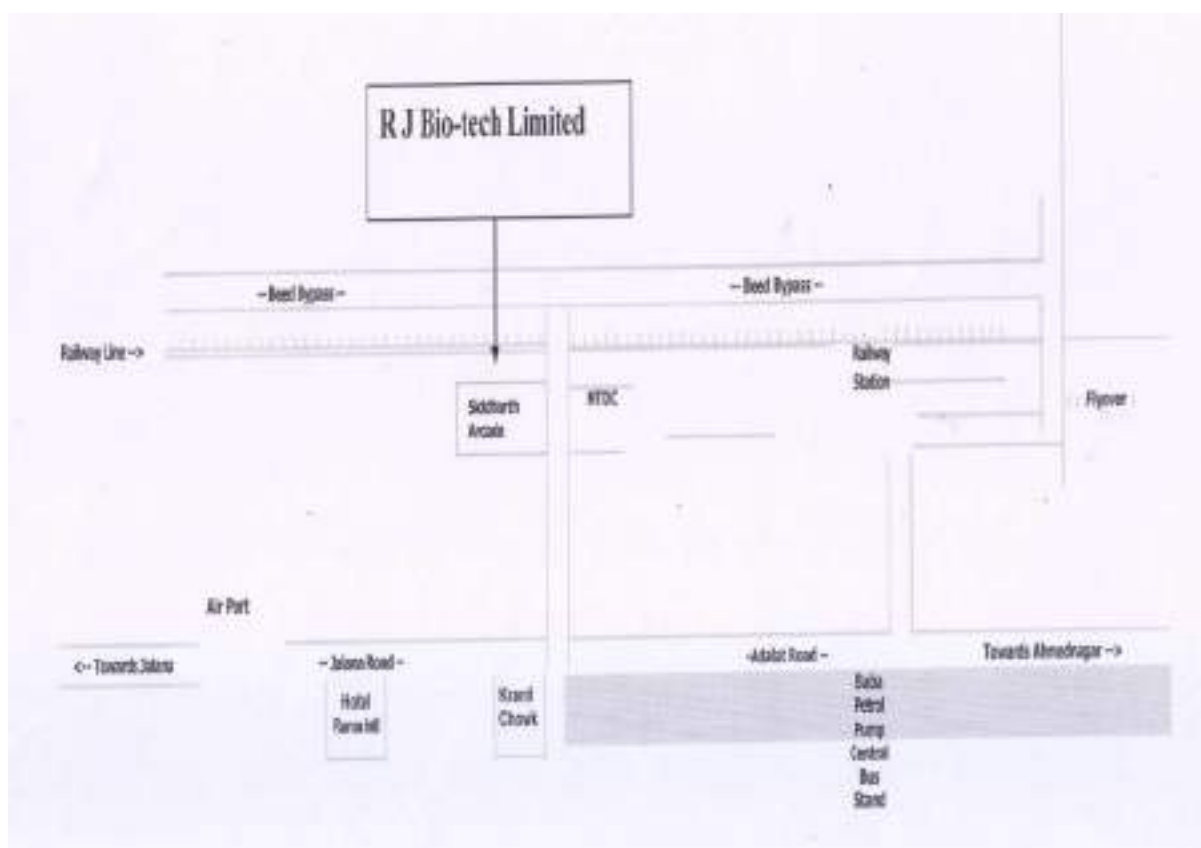 R J Bio-tech Limited
-- Beed Bypass --
-- Beed Bypass --
Railway Line -->
Railway
Station
Siddharth
Arcade
MTDC
Flyover
Air Port
<-- Towards Jalana
-- Jalana Road --
-Adalat Road --
Towards Ahmednagar -->
Hotel
Kranti
Chowk
Baba
Petrol
Pump
Central
Bus
Stand